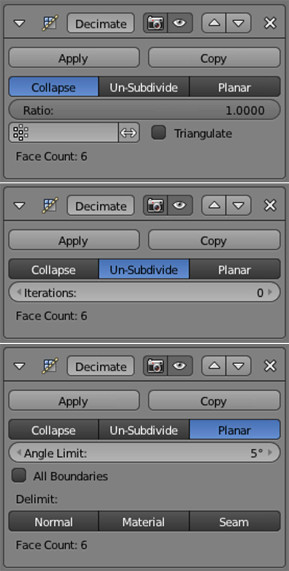 Decimate
Apply Copy
Collapse Un-Subdivide Planar
Ratio: 1.0000
Triangulate
Face Count: 6
Decimate
Apply Copy
Collapse Un-Subdivide Planar
Iterations: 0
Face Count: 6
Decimate
Apply Copy
Collapse Un-Subdivide Planar
Angle Limit: 5°
All Boundaries
Delimit:
Normal Material Seam
Face Count: 6